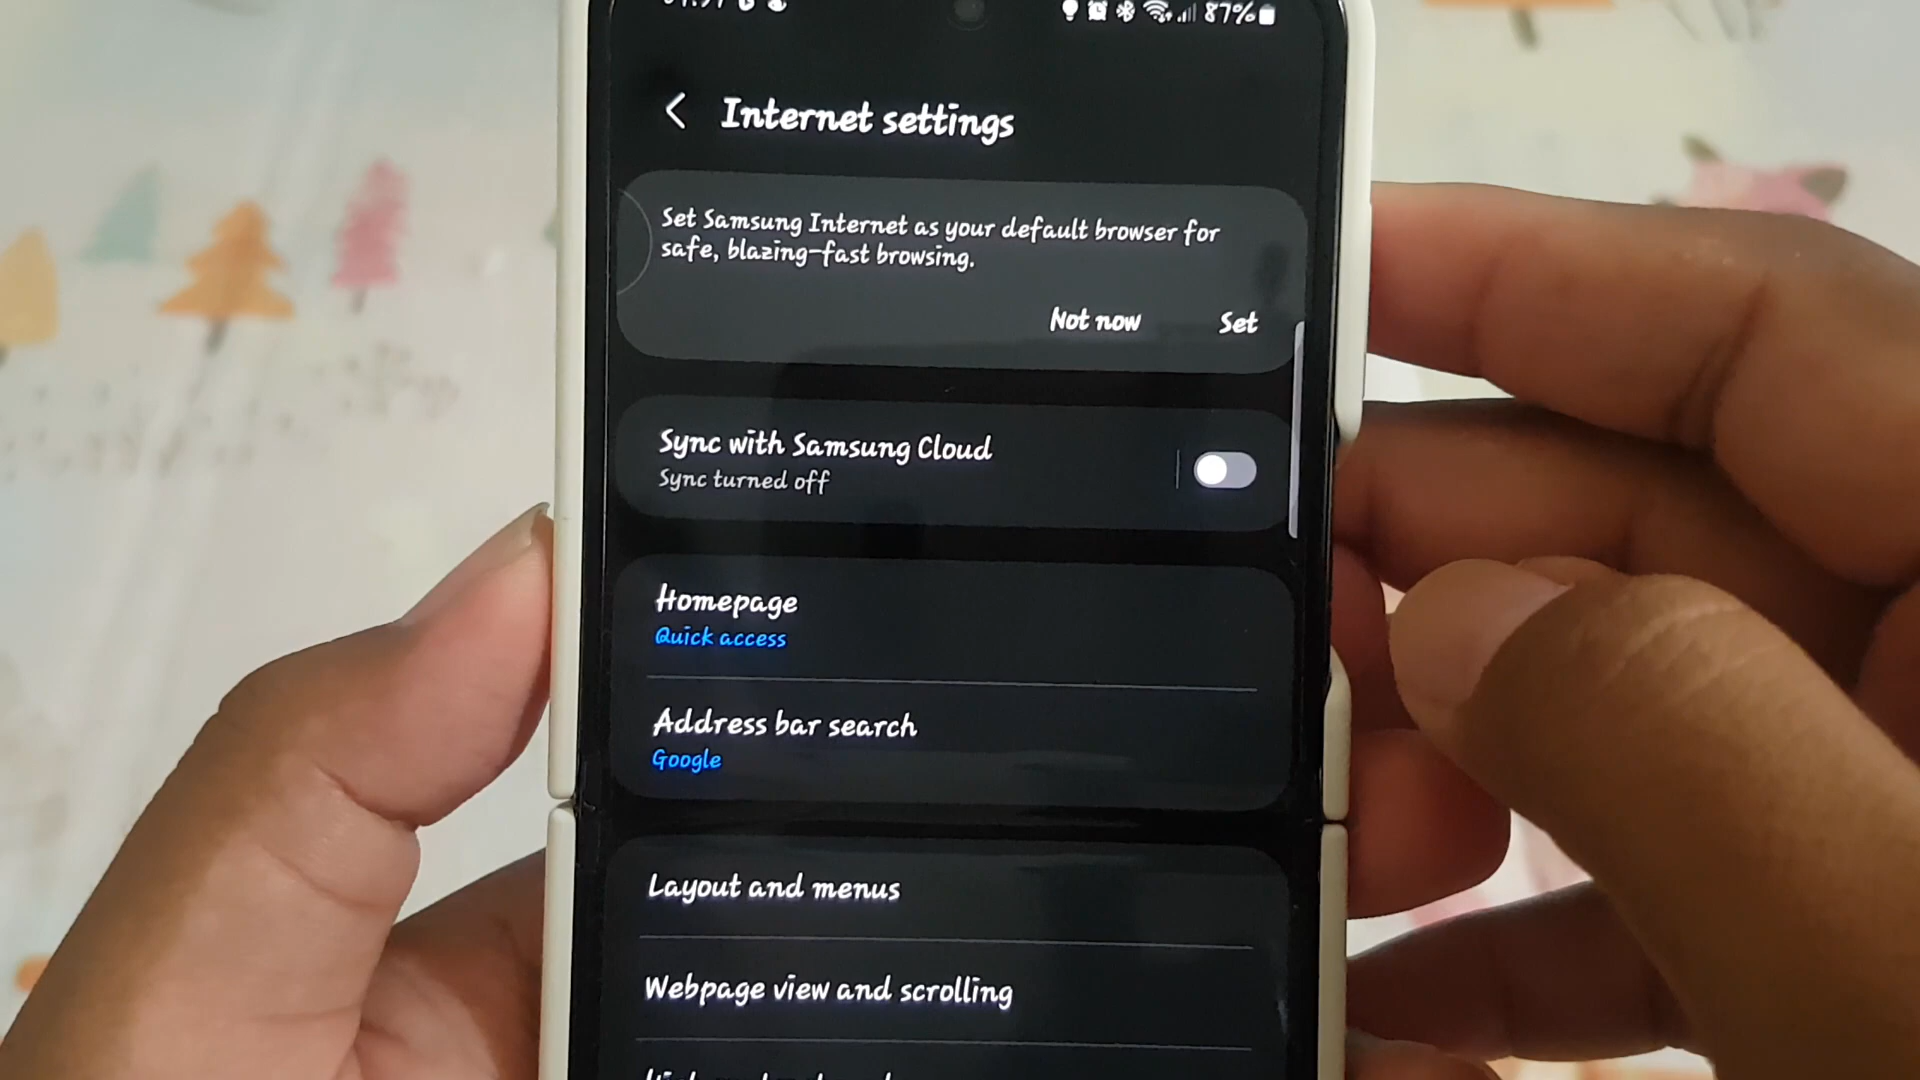 87%
Internet settings
Set Samsung Internet as your default browser for
safe, blazing-fast browsing.
Not now
Set
Sync with Samsung Cloud
Sync turned off
Homepage
Quick access
Address bar search
Google
Layout and menus
Webpage view and scrolling